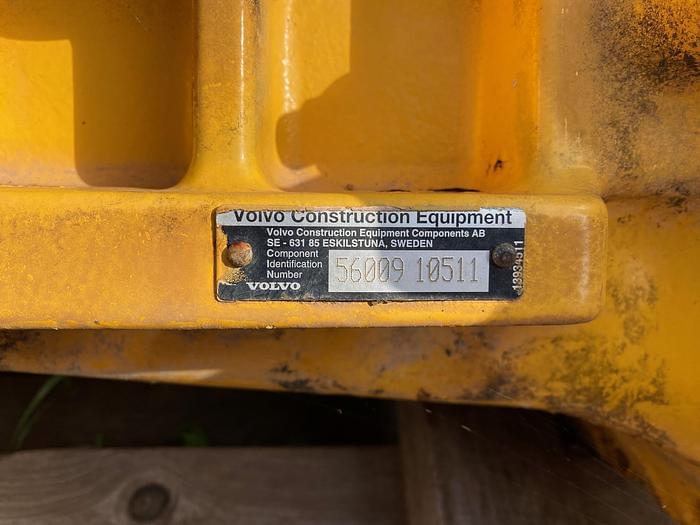 Volvo Construction Equipment
Volvo Construction Equipment Components AB
SE - 631 85 ESKILSTUNA, SWEDEN
Component
Identification
Number
56009 10511
VOLVO
13934511